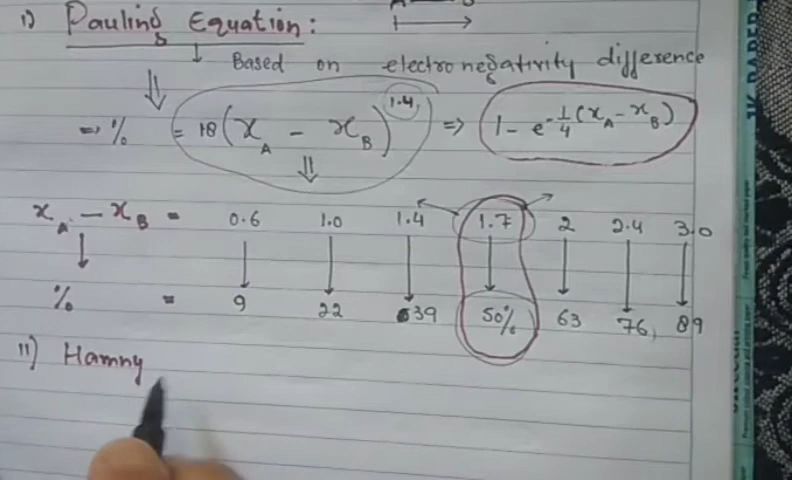 i) Pauling Equation:
Based on electronegativity difference
=> % = 18(x_A - x_B)^1.4 => 1 - e^-1/4(x_A - x_B)
x_A - x_B = 0.6 1.0 1.4 1.7 2 2.4 3.0
% = 9 22 39 50% 63 76, 89
ii) Hamny